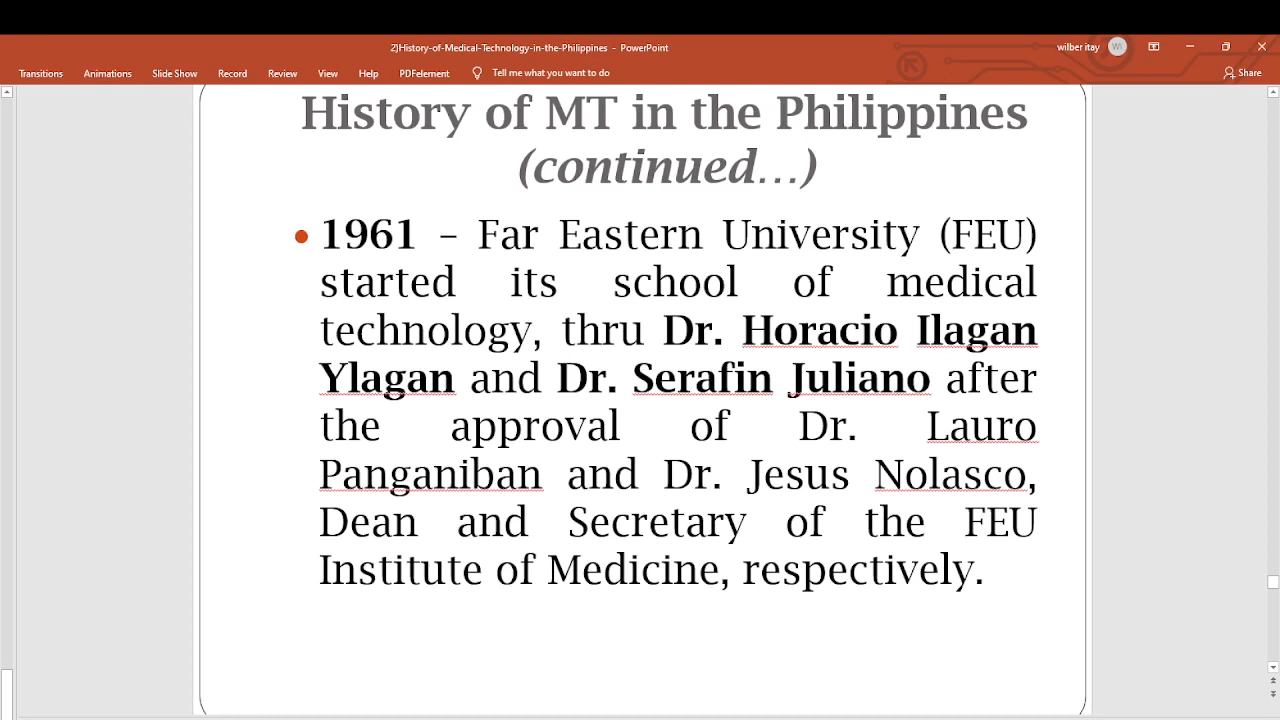 2]History-of-Medical-Technology-in-the-Philippines - PowerPoint
wilber itay
WI
Transitions Animations Slide Show Record Review View Help PDFelement Tell me what you want to do
Share
History of MT in the Philippines
(continued...)
• 1961 – Far Eastern University (FEU)
started its school of medical
technology, thru Dr. Horacio Ilagan
Ylagan and Dr. Serafin Juliano after
the approval of Dr. Lauro
Panganiban and Dr. Jesus Nolasco,
Dean and Secretary of the FEU
Institute of Medicine, respectively.